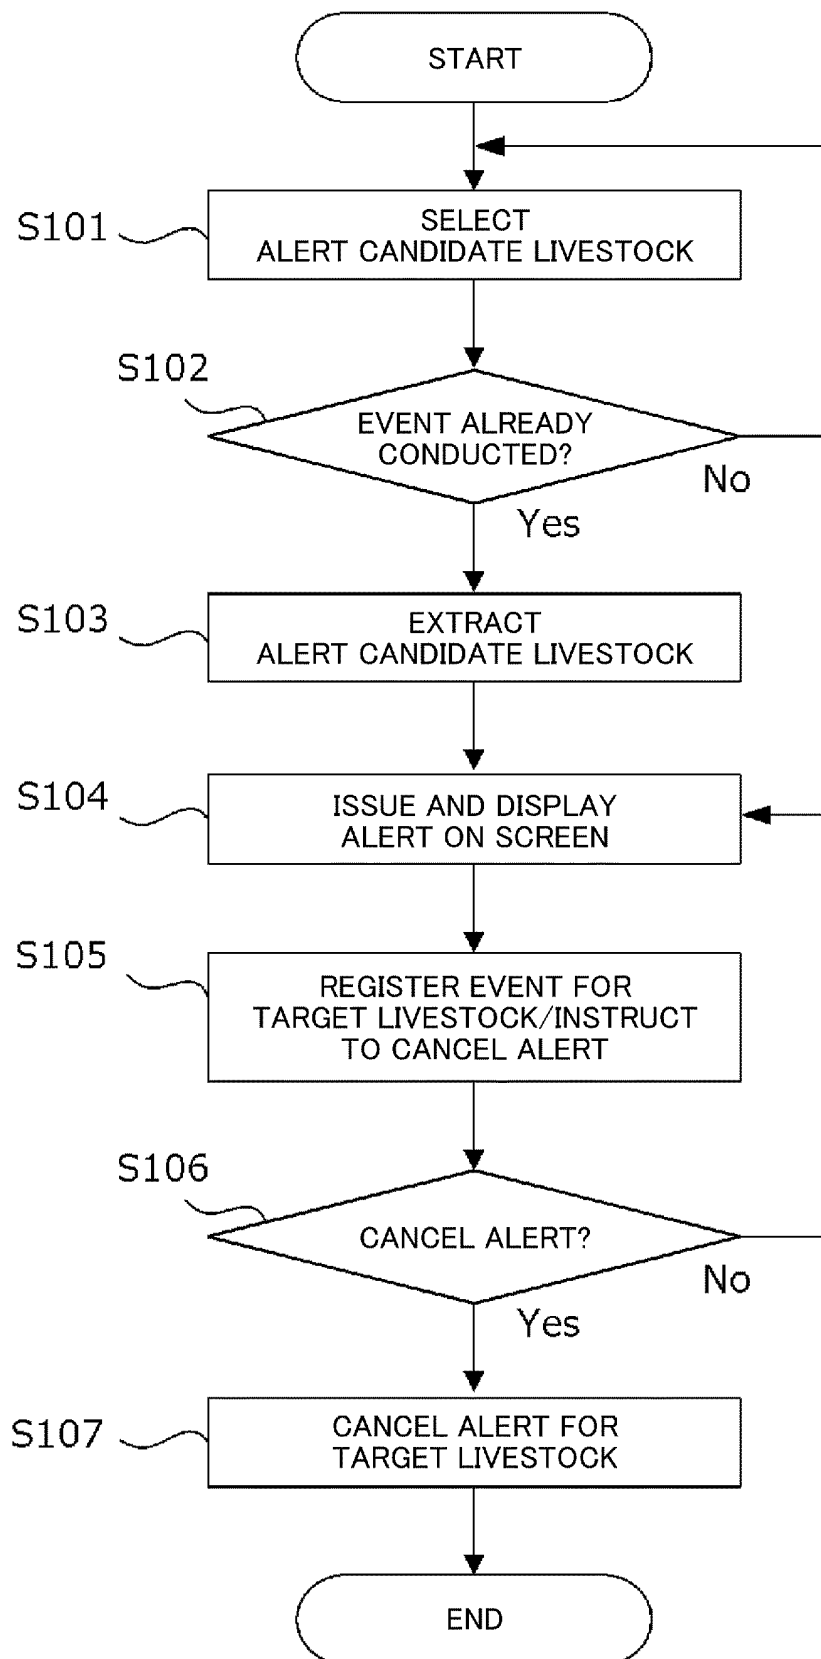 START
S101
SELECT
ALERT CANDIDATE LIVESTOCK
S102
EVENT ALREADY
CONDUCTED?
No
Yes
S103
EXTRACT
ALERT CANDIDATE LIVESTOCK
S104
ISSUE AND DISPLAY
ALERT ON SCREEN
S105
REGISTER EVENT FOR
TARGET LIVESTOCK/INSTRUCT
TO CANCEL ALERT
S106
CANCEL ALERT?
No
Yes
S107
CANCEL ALERT FOR
TARGET LIVESTOCK
END